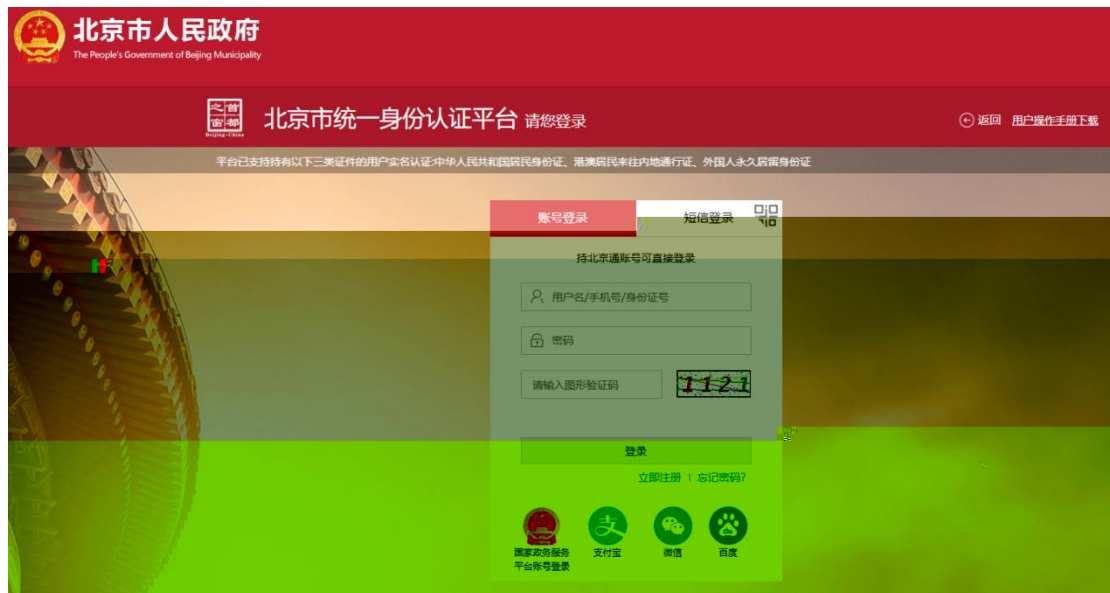 北京市人民政府
The People's Government of Beijing Municipality
首都之窗
Beijing-China
北京市统一身份认证平台 请您登录
返回 用户操作手册下载
平台已支持持有以下三类证件的用户实名认证:中华人民共和国居民身份证、港澳居民来往内地通行证、外国人永久居留身份证
账号登录 短信登录
持北京通账号可直接登录
用户名/手机号/身份证号
密码
请输入图形验证码 1121
登录
立即注册 | 忘记密码?
国家政务服务
平台账号登录
支付宝
微信
百度